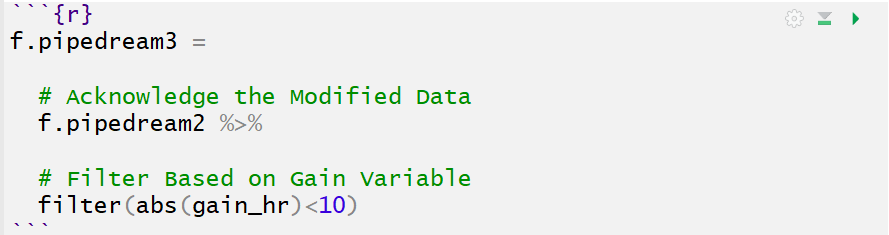 ```{r}
f.pipedream3 =
# Acknowledge the Modified Data
f.pipedream2 %>%
# Filter Based on Gain Variable
filter(abs(gain_hr)<10)
```